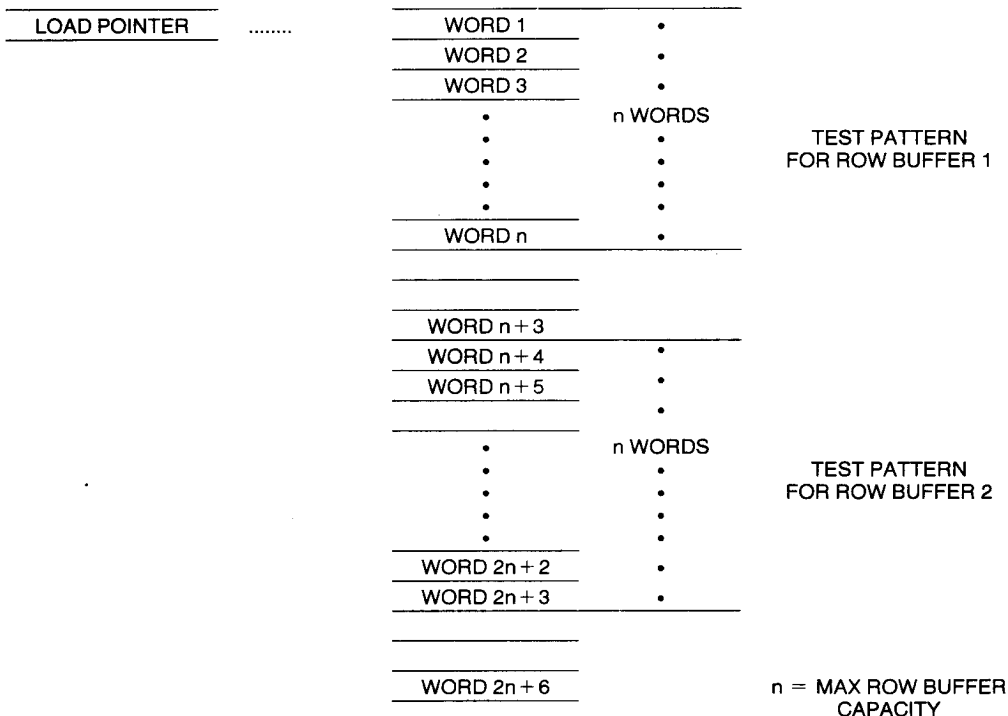 LOAD POINTER ........ WORD 1 •
WORD 2 •
WORD 3 •
• n WORDS
• • TEST PATTERN
• • FOR ROW BUFFER 1
• •
• •
WORD n •
WORD n+3
WORD n+4 •
WORD n+5 •
•
• n WORDS
• • TEST PATTERN
• • FOR ROW BUFFER 2
• •
• •
WORD 2n+2 •
WORD 2n+3 •
WORD 2n+6 n = MAX ROW BUFFER
CAPACITY